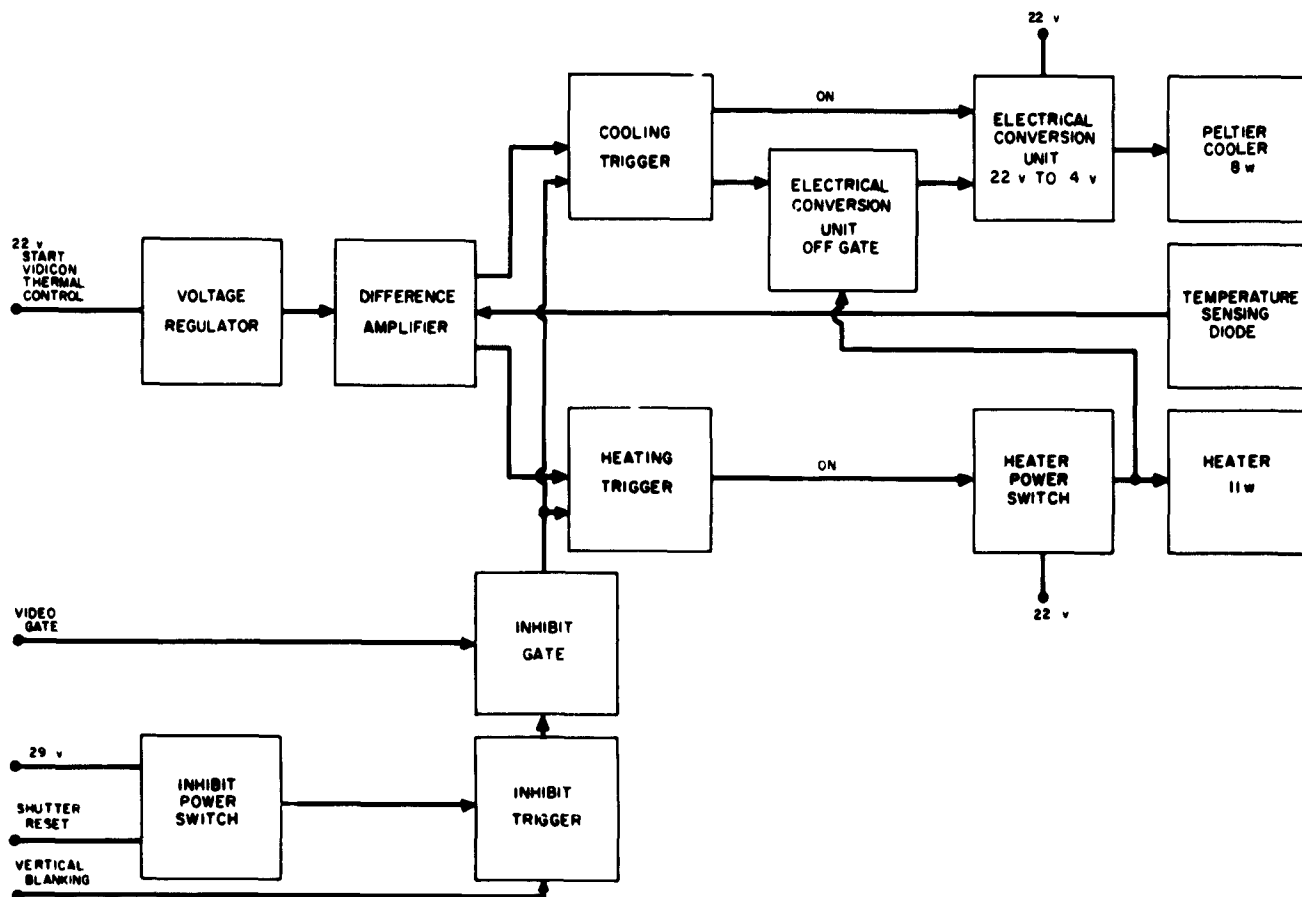 22 v
COOLING
TRIGGER
ON
ELECTRICAL
CONVERSION
UNIT
22 v TO 4 v
PELTIER
COOLER
8 w
ELECTRICAL
CONVERSION
UNIT
OFF GATE
22 v
START
VIDICON
THERMAL
CONTROL
VOLTAGE
REGULATOR
DIFFERENCE
AMPLIFIER
TEMPERATURE
SENSING
DIODE
HEATING
TRIGGER
ON
HEATER
POWER
SWITCH
HEATER
11 w
22 v
VIDEO
GATE
INHIBIT
GATE
29 v
SHUTTER
RESET
INHIBIT
POWER
SWITCH
INHIBIT
TRIGGER
VERTICAL
BLANKING